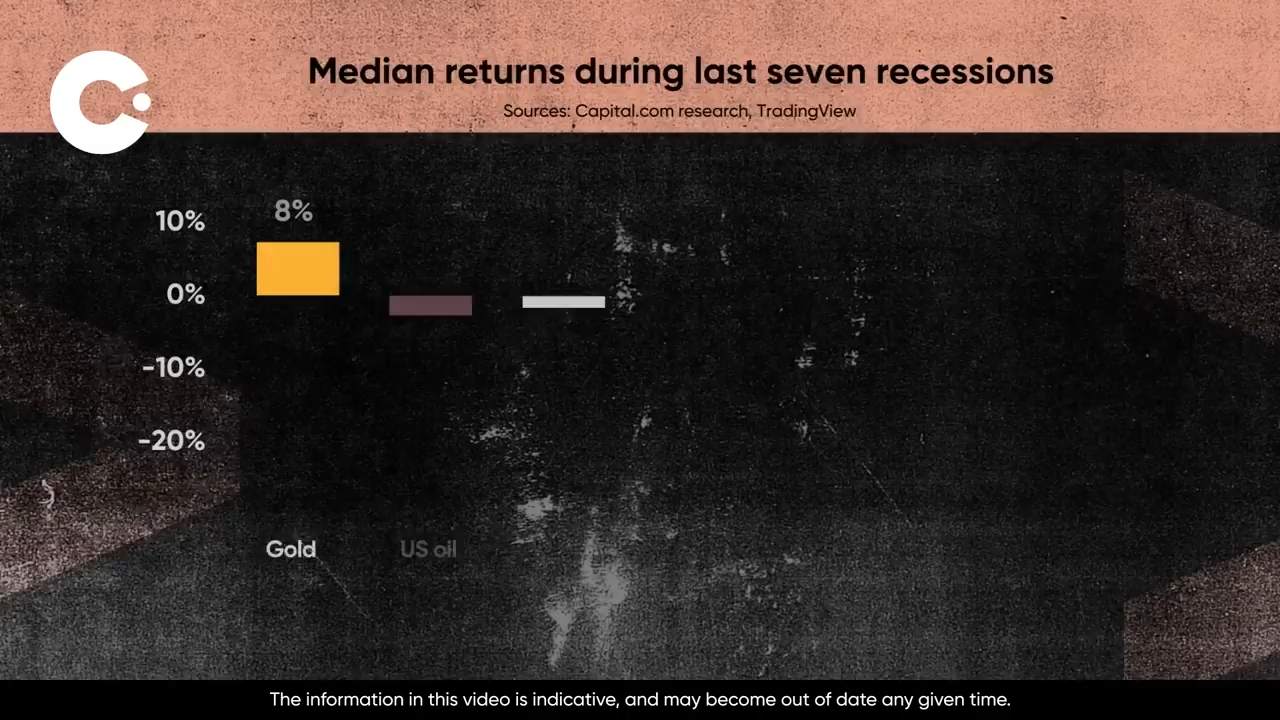 Median returns during last seven recessions
Sources: Capital.com research, TradingView
10%
8%
0%
-10%
-20%
Gold
US oil
The information in this video is indicative, and may become out of date any given time.